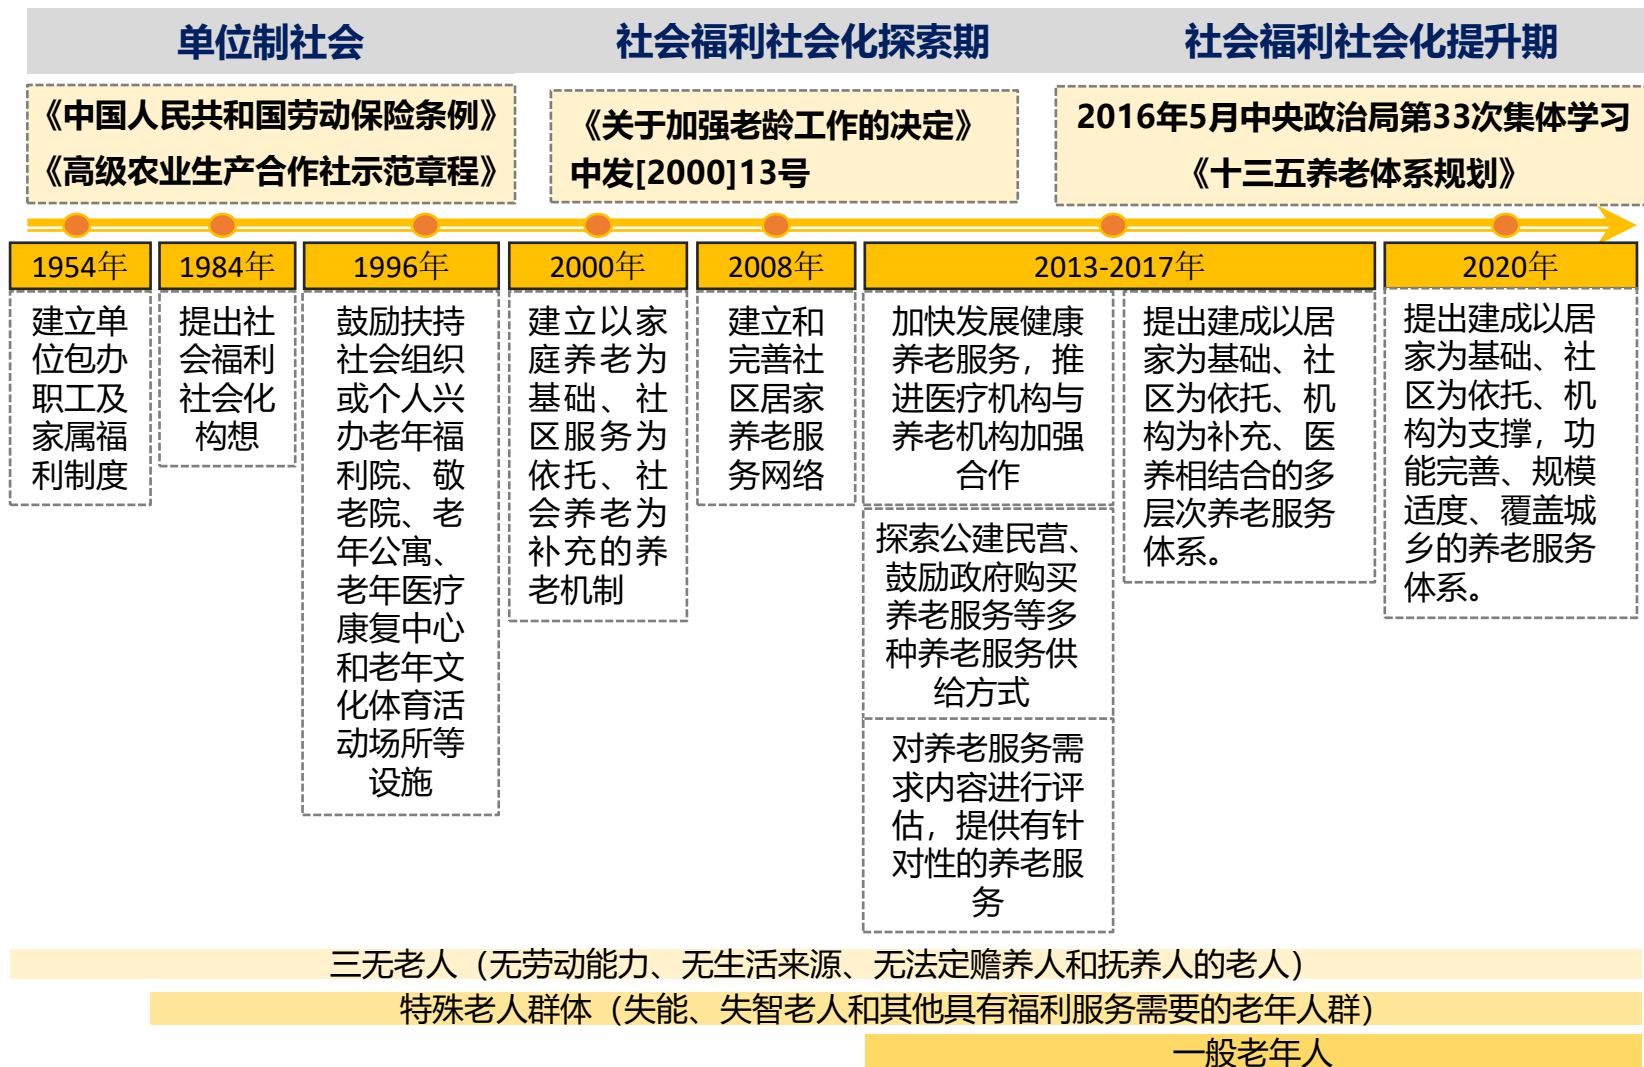 单位制社会
社会福利社会化探索期
社会福利社会化提升期
《中国人民共和国劳动保险条例》
《高级农业生产合作社示范章程》
《关于加强老龄工作的决定》
中发[2000]13号
2016年5月中央政治局第33次集体学习
《十三五养老体系规划》
1954年
建立单
位包办
职工及
家属福
利制度
1984年
提出社
会福利
社会化
构想
1996年
鼓励扶持
社会组织
或个人兴
办老年福
利院、敬
老院、老
年公寓、
老年医疗
康复中心
和老年文
化体育活
动场所等
设施
2000年
建立以家
庭养老为
基础、社
区服务为
依托、社
会养老为
补充的养
老机制
2008年
建立和
完善社
区居家
养老服
务网络
2013-2017年
加快发展健康
养老服务，推
进医疗机构与
养老机构加强
合作
探索公建民营、
鼓励政府购买
养老服务等多
种养老服务供
给方式
对养老服务需
求内容进行评
估，提供有针
对性的养老服
务
提出建成以居
家为基础、社
区为依托、机
构为补充、医
养相结合的多
层次养老服务
体系。
2020年
提出建成以居
家为基础、社
区为依托、机
构为支撑，功
能完善、规模
适度、覆盖城
乡的养老服务
体系。
三无老人（无劳动能力、无生活来源、无法定赡养人和抚养人的老人）
特殊老人群体（失能、失智老人和其他具有福利服务需要的老年人群）
一般老年人